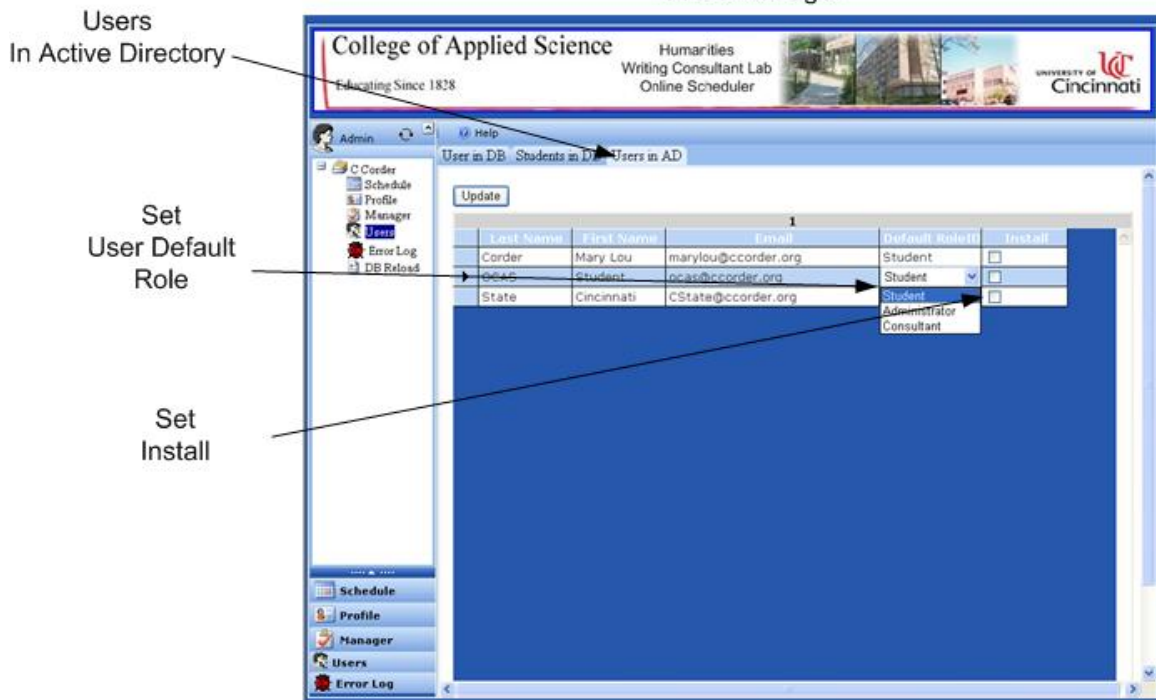 Users
In Active Directory
Set
User Default
Role
Set
Install
College of Applied Science
Educating Since 1828
Humanities
Writing Consultant Lab
Online Scheduler
UNIVERSITY OF
Cincinnati
Admin
Help
User in DB Students in DB Users in AD
C Corder
Schedule
Profile
Manager
Users
Error Log
DB Reload
Update
1
Last Name First Name Email Default RoleID Install
Corder Mary Lou marylou@ccorder.org Student
OCAS Student ocas@ccorder.org Student
State Cincinnati CState@ccorder.org
Student
Administrator
Consultant
Schedule
Profile
Manager
Users
Error Log